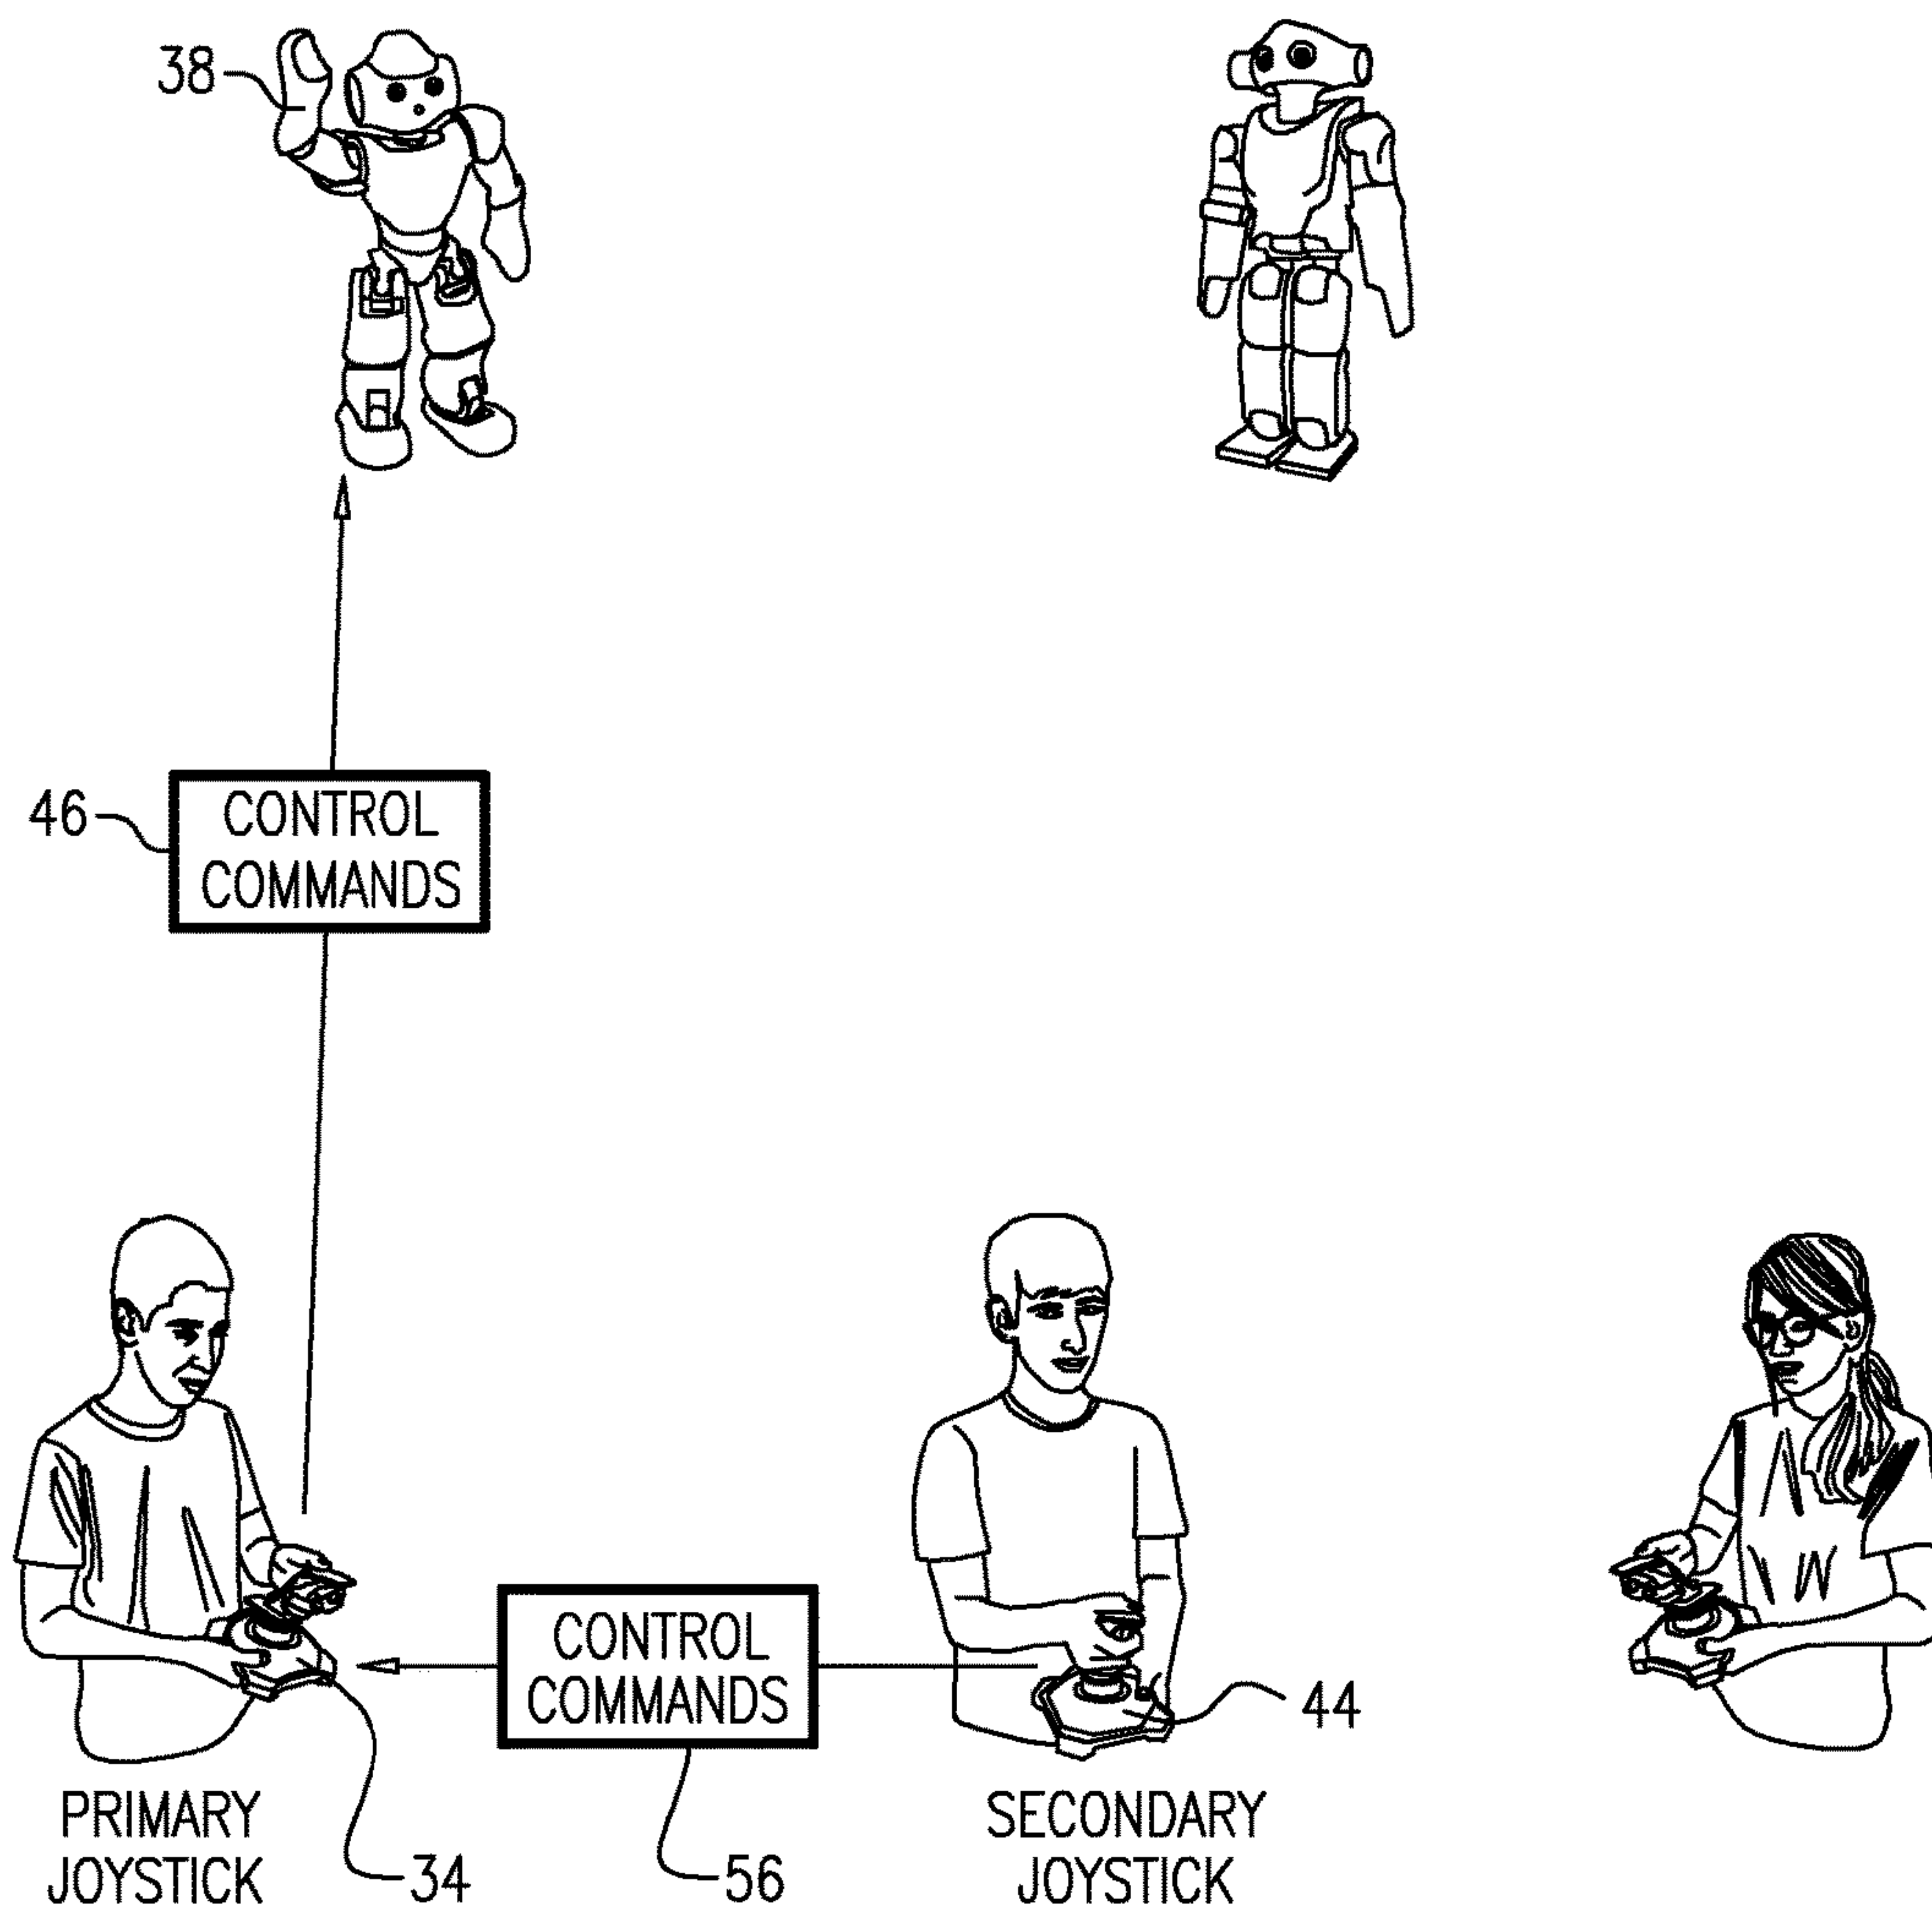 38
46
CONTROL
COMMANDS
CONTROL
COMMANDS
44
PRIMARY
JOYSTICK
34
56
SECONDARY
JOYSTICK